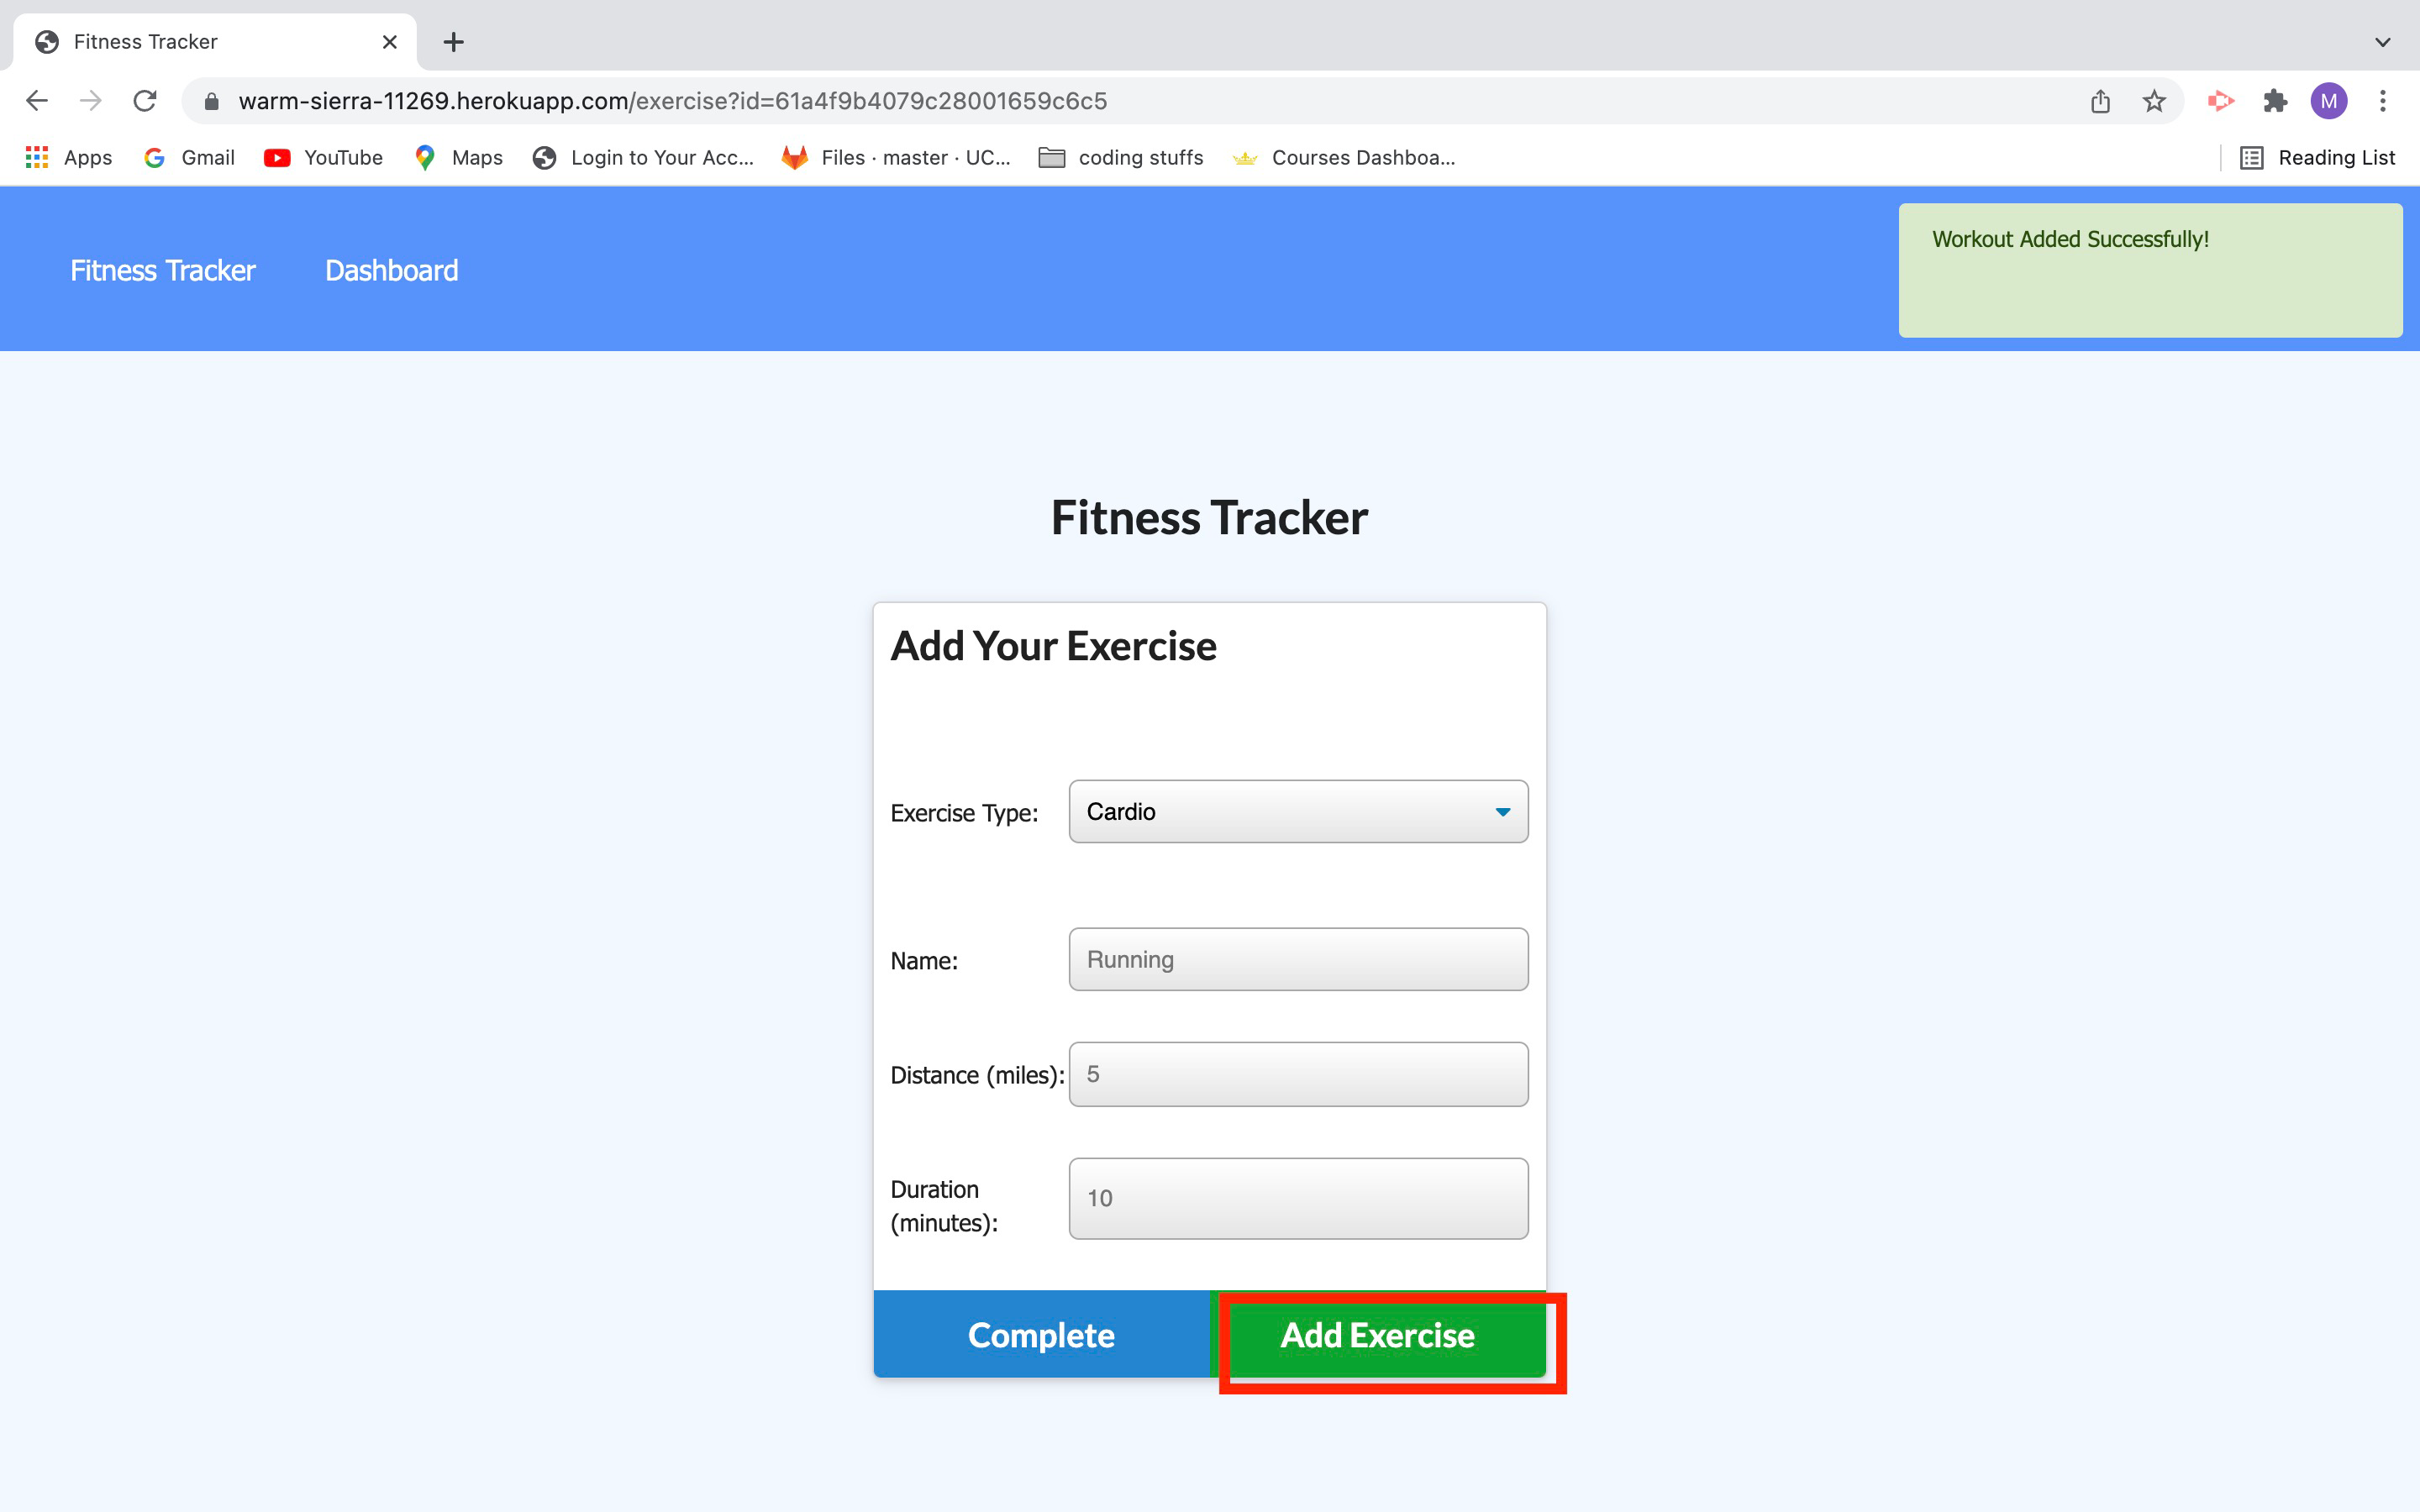 Fitness Tracker
warm-sierra-11269.herokuapp.com/exercise?id=61a4f9b4079c28001659c6c5
M
Apps
Gmail
YouTube
Maps
Login to Your Acc...
Files · master · UC...
coding stuffs
Courses Dashboa...
Reading List
Fitness Tracker
Dashboard
Workout Added Successfully!
Fitness Tracker
Add Your Exercise
Exercise Type: Cardio
Name: Running
Distance (miles): 5
Duration
(minutes): 10
Complete
Add Exercise